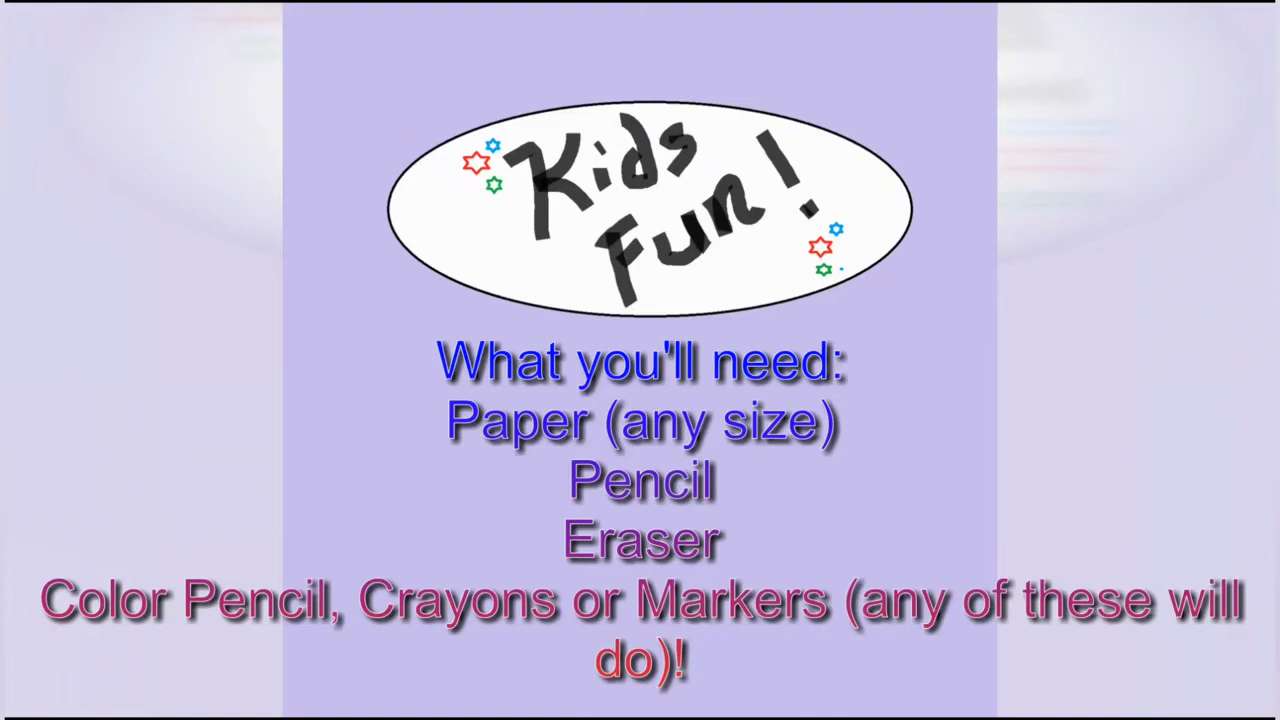 Kids
Fun!
What you'll need:
Paper (any size)
Pencil
Eraser
Color Pencil, Crayons or Markers (any of these will
do)!